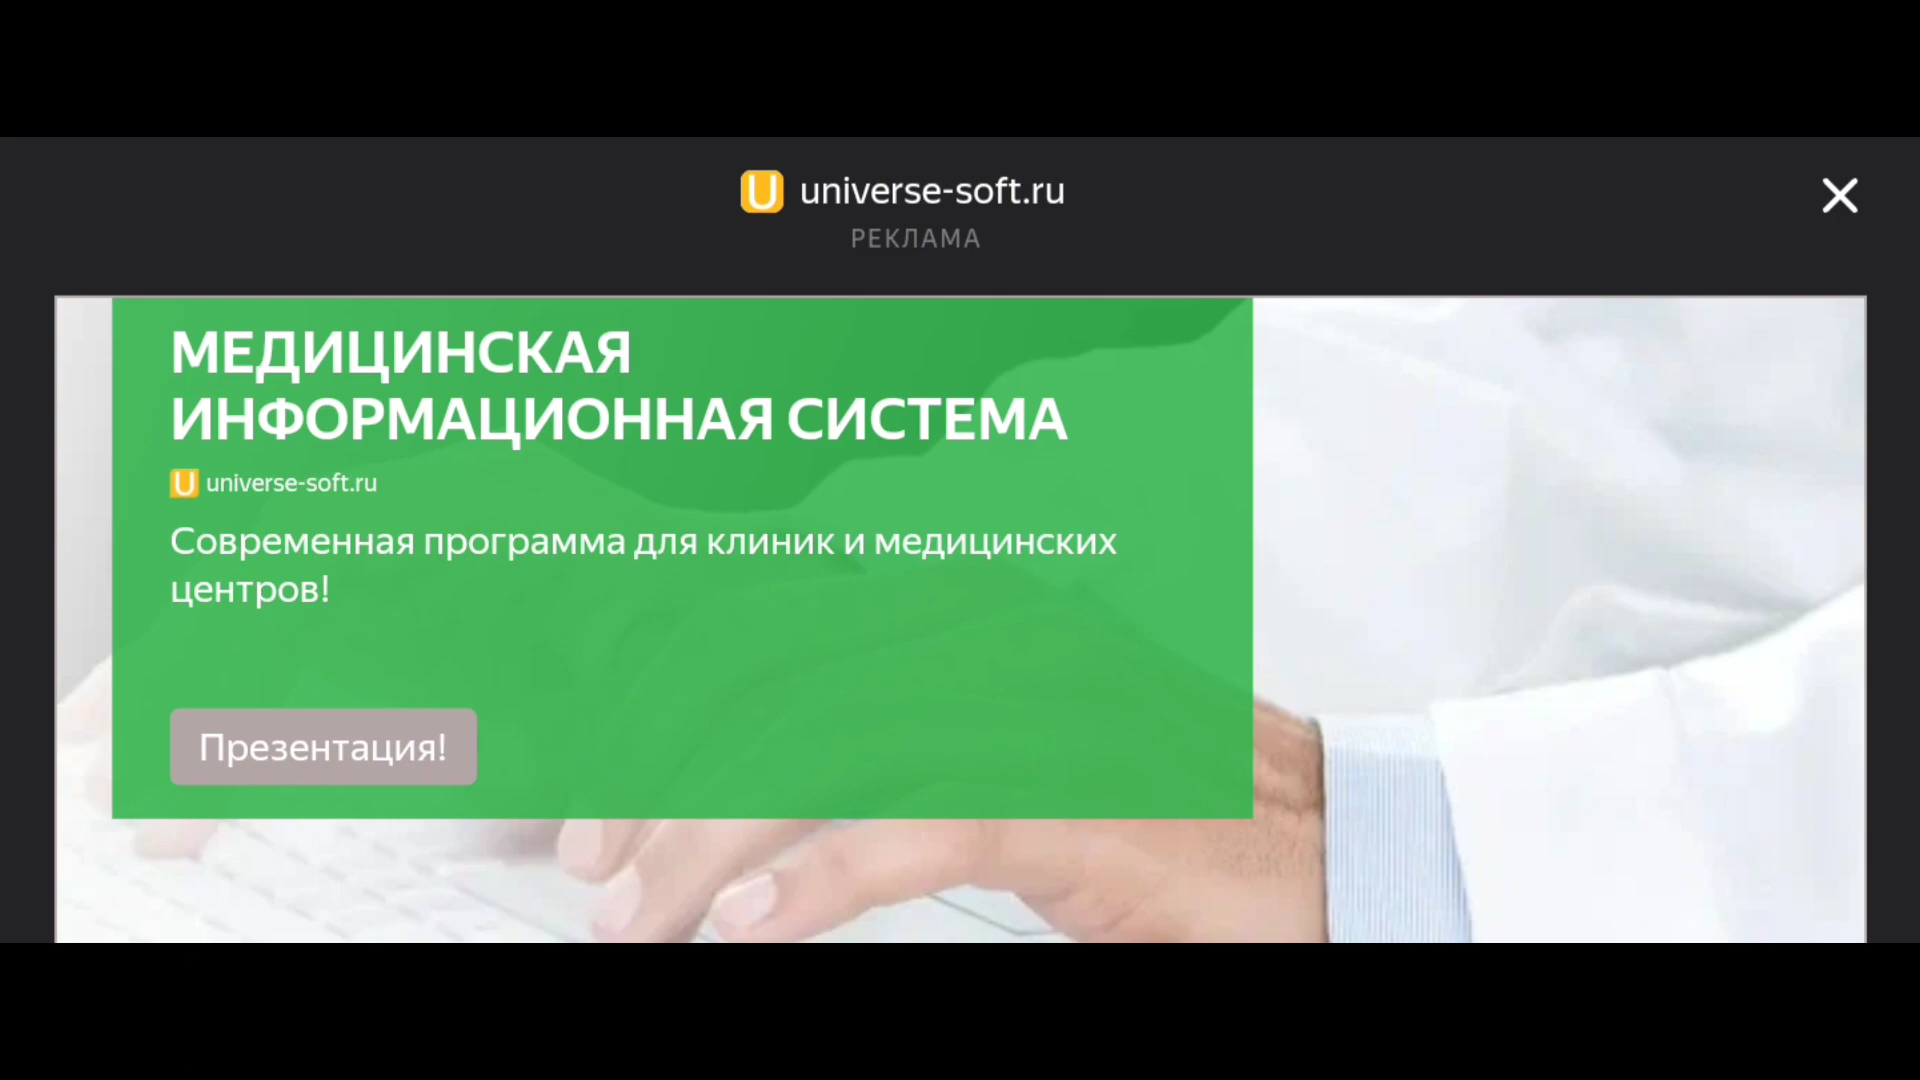 universe-soft.ru
РЕКЛАМА
МЕДИЦИНСКАЯ
ИНФОРМАЦИОННАЯ СИСТЕМА
universe-soft.ru
Современная программа для клиник и медицинских
центров!
Презентация!